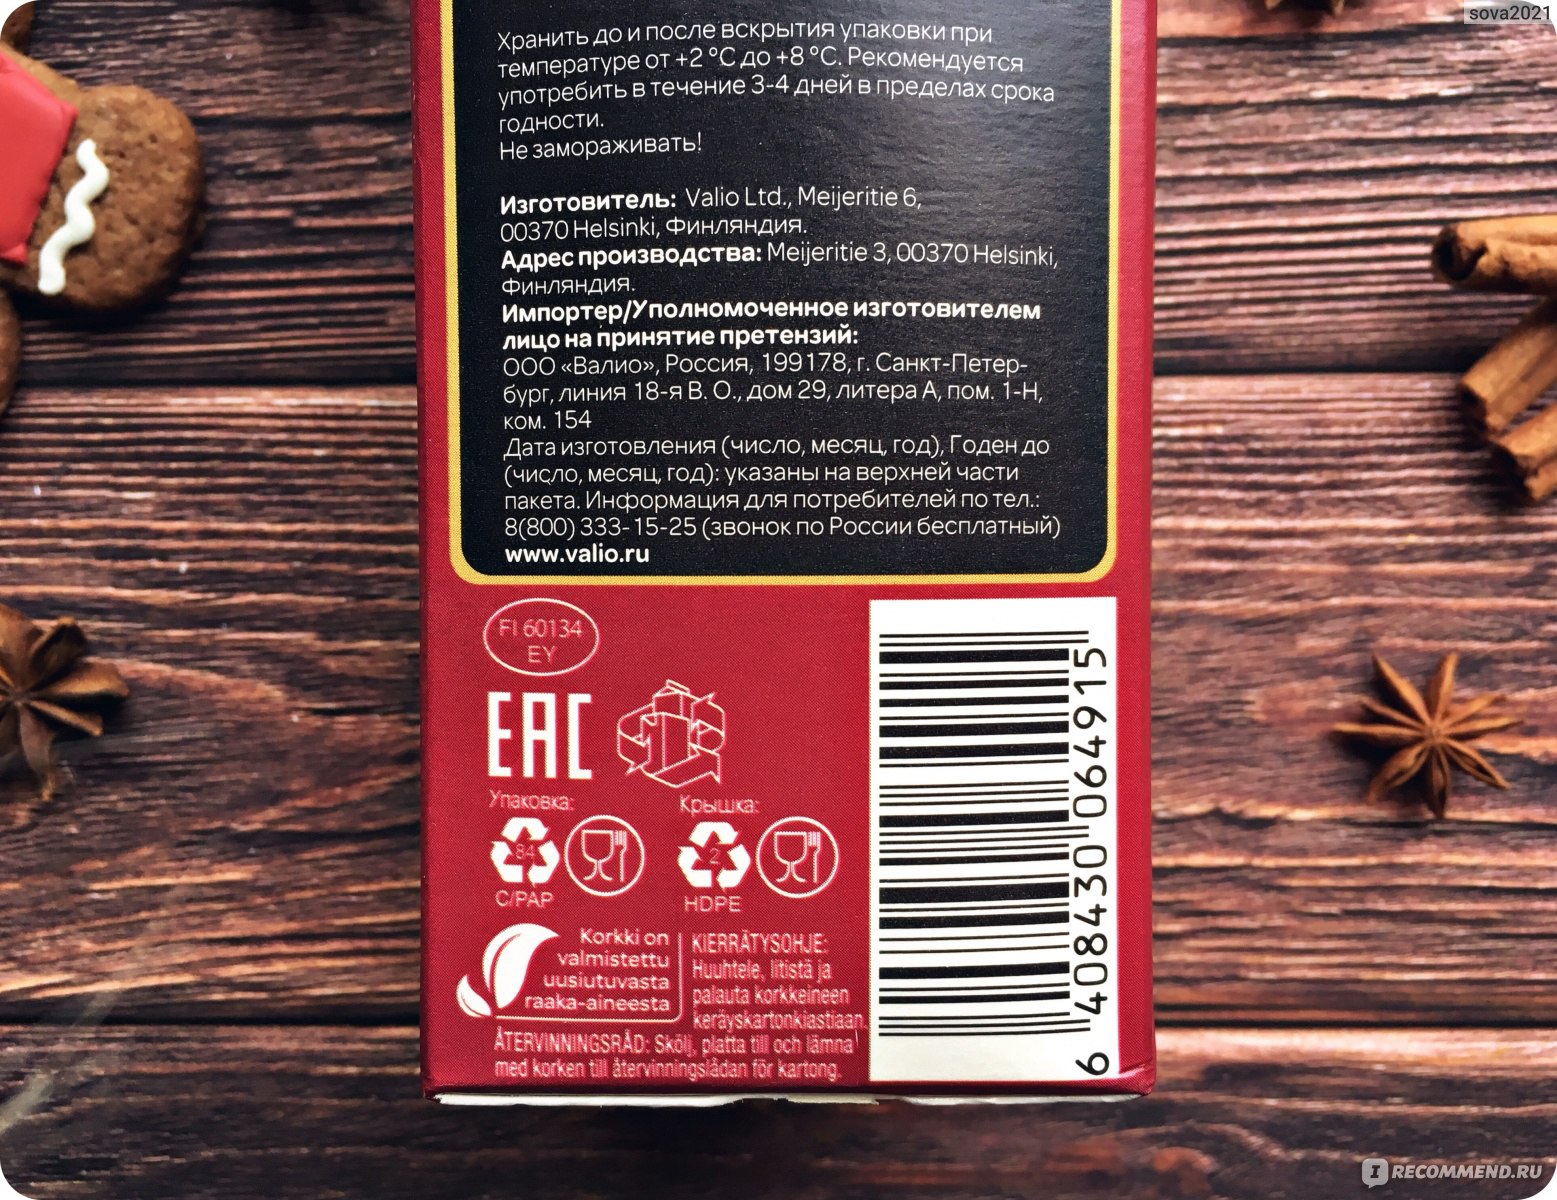 sova2021
Хранить до и после вскрытия упаковки при
температуре от +2 °C до +8 °C. Рекомендуется
употребить в течение 3-4 дней в пределах срока
годности.
Не замораживать!
Изготовитель: Valio Ltd., Meijeritie 6,
00370 Helsinki, Финляндия.
Адрес производства: Meijeritie 3, 00370 Helsinki,
Финляндия.
Импортер/Уполномоченное изготовителем
лицо на принятие претензий:
ООО «Валио», Россия, 199178, г. Санкт-Петер-
бург, линия 18-я В. О., дом 29, литера А, пом. 1-Н,
ком. 154
Дата изготовления (число, месяц, год), Годен до
(число, месяц, год): указаны на верхней части
пакета. Информация для потребителей по тел.:
8(800) 333-15-25 (звонок по России бесплатный)
www.valio.ru
FI 60134
EY
EAC
Упаковка:
84
C/PAP
Крышка:
2
HDPE
Korkki on
valmistettu
uusiutuvasta
raaka-aineesta
KIERRÄTYSOHJE:
Huuhtele, litistä ja
palauta korkkeineen
keräyskartonkiastiaan.
ÅTERVINNINGSRÅD: Skölj, platta till och lämna
med korken till återvinningslådan för kartong.
6 408430 064915
IRECOMMEND.RU